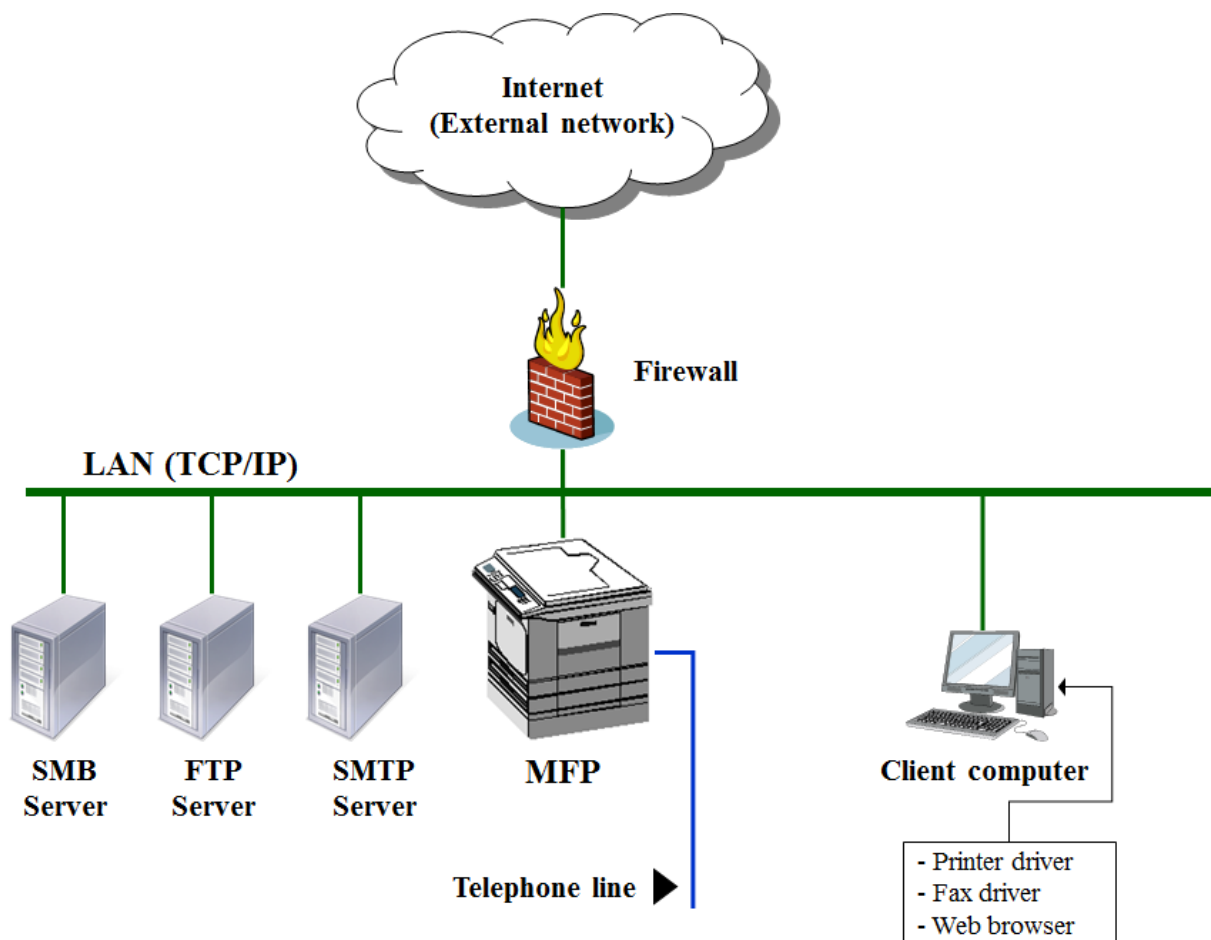 Internet
(External network)
Firewall
LAN (TCP/IP)
SMB
Server
FTP
Server
SMTP
Server
MFP
Client computer
Telephone line
- Printer driver
- Fax driver
- Web browser